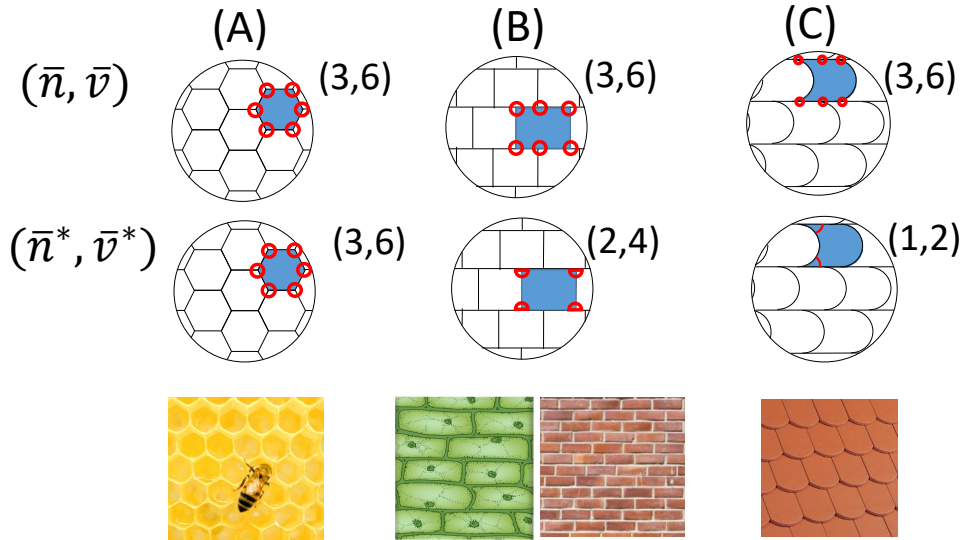 (A) (B) (C)
(n̄, v̄) (3,6) (3,6) (3,6)
(n̄*, v̄*) (3,6) (2,4) (1,2)